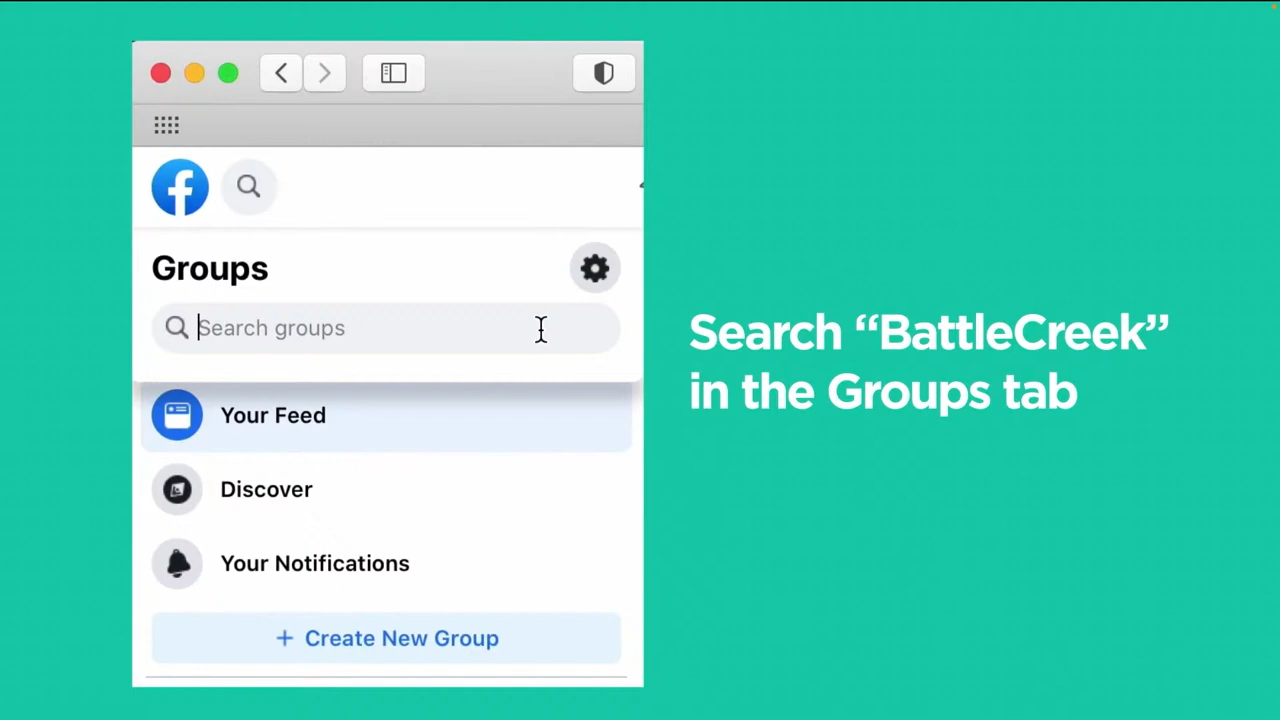 Groups
Search groups
Your Feed
Discover
Your Notifications
+ Create New Group
Search “BattleCreek”
in the Groups tab